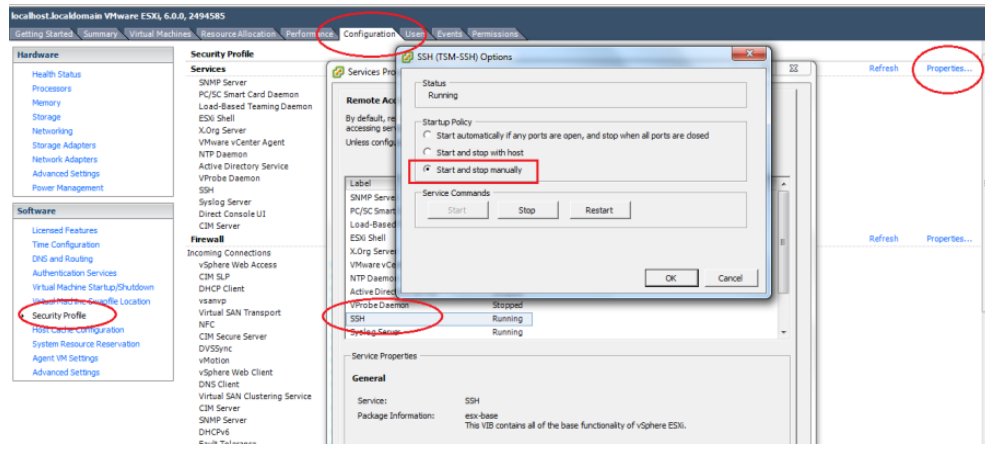 localhost.localdomain VMware ESXi, 6.0.0, 2494585
Getting Started Summary Virtual Machines Resource Allocation Performance Configuration Users Events Permissions
Hardware
Health Status
Processors
Memory
Storage
Networking
Storage Adapters
Network Adapters
Advanced Settings
Power Management
Software
Licensed Features
Time Configuration
DNS and Routing
Authentication Services
Virtual Machine Startup/Shutdown
Virtual Machine Swapfile Location
Security Profile
Host Cache Configuration
System Resource Reservation
Agent VM Settings
Advanced Settings
Security Profile
Services
Refresh Properties...
SNMP Server
PC/SC Smart Card Daemon
Load-Based Teaming Daemon
ESXi Shell
X.Org Server
VMware vCenter Agent
NTP Daemon
Active Directory Service
VProbe Daemon
SSH
Syslog Server
Direct Console UI
CIM Server
Firewall
Refresh Properties...
Incoming Connections
vSphere Web Access
CIM SLP
DHCP Client
vsanvp
Virtual SAN Transport
NFC
CIM Secure Server
DVSSync
vMotion
vSphere Web Client
DNS Client
Virtual SAN Clustering Service
CIM Server
SNMP Server
DHCPv6
Fault Tolerance
Services Pro
Remote Acc
By default, re
accessing serv
Unless configu
Label
SNMP Serve
PC/SC Smart
Load-Based
ESXi Shell
X.Org Server
VMware vCe
NTP Daemon
Active Direct
VProbe Daemon Stopped
SSH Running
Syslog Server Running
Service Properties
General
Service: SSH
Package Information: esx-base
This VIB contains all of the base functionality of vSphere ESXi.
SSH (TSM-SSH) Options
Status
Running
Startup Policy
Start automatically if any ports are open, and stop when all ports are closed
Start and stop with host
Start and stop manually
Service Commands
Start Stop Restart
OK Cancel